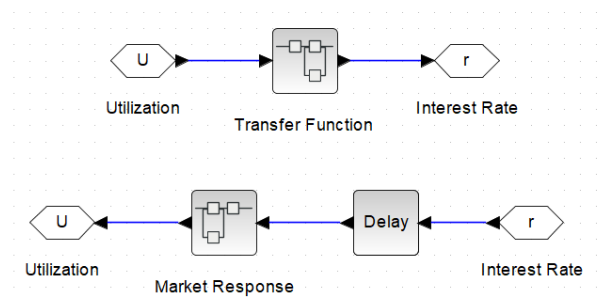 U
r
Utilization
Transfer Function
Interest Rate
U
Delay
r
Utilization
Market Response
Interest Rate